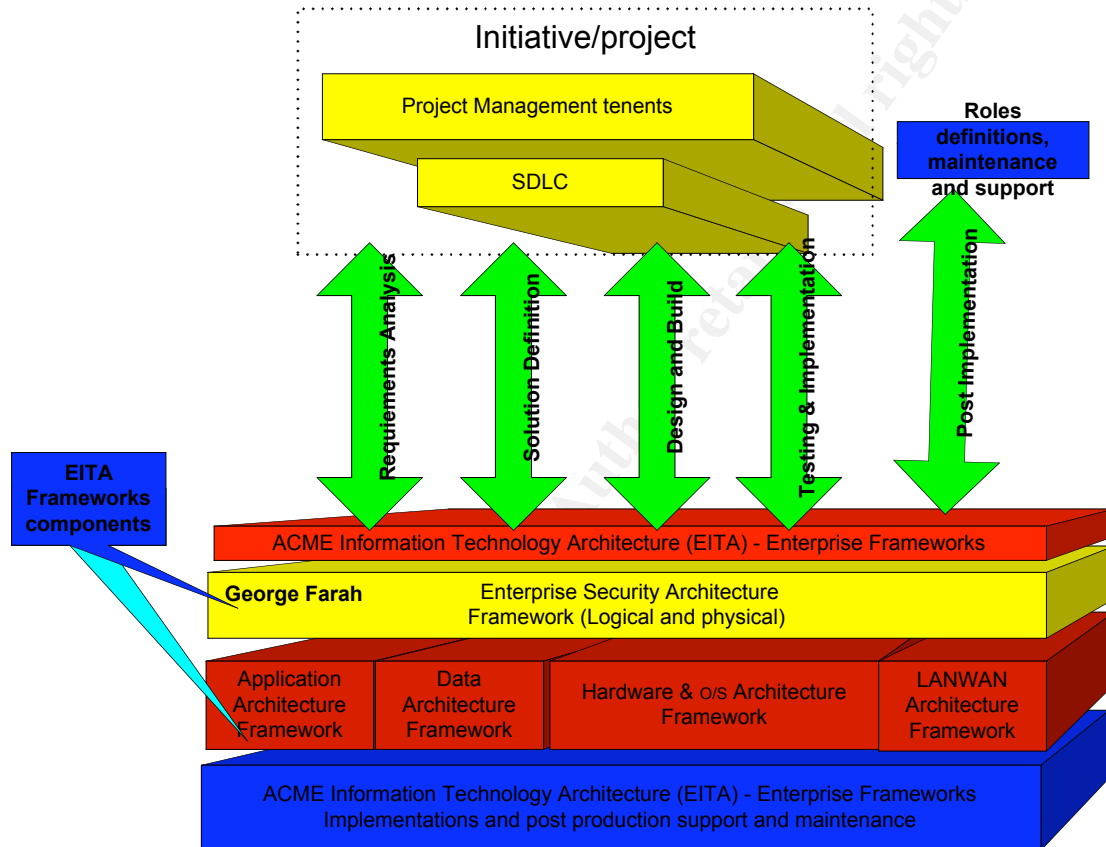 Initiative/project
Project Management tenents
SDLC
Roles
definitions,
maintenance
and support
Requiements Analysis
Solution Definition
Design and Build
Testing & Implementation
Post Implementation
EITA
Frameworks
components
ACME Information Technology Architecture (EITA) - Enterprise Frameworks
George Farah
Enterprise Security Architecture
Framework (Logical and physical)
Application
Architecture
Framework
Data
Architecture
Framework
Hardware & O/S Architecture
Framework
LANWAN
Architecture
Framework
ACME Information Technology Architecture (EITA) - Enterprise Frameworks
Implementations and post production support and maintenance